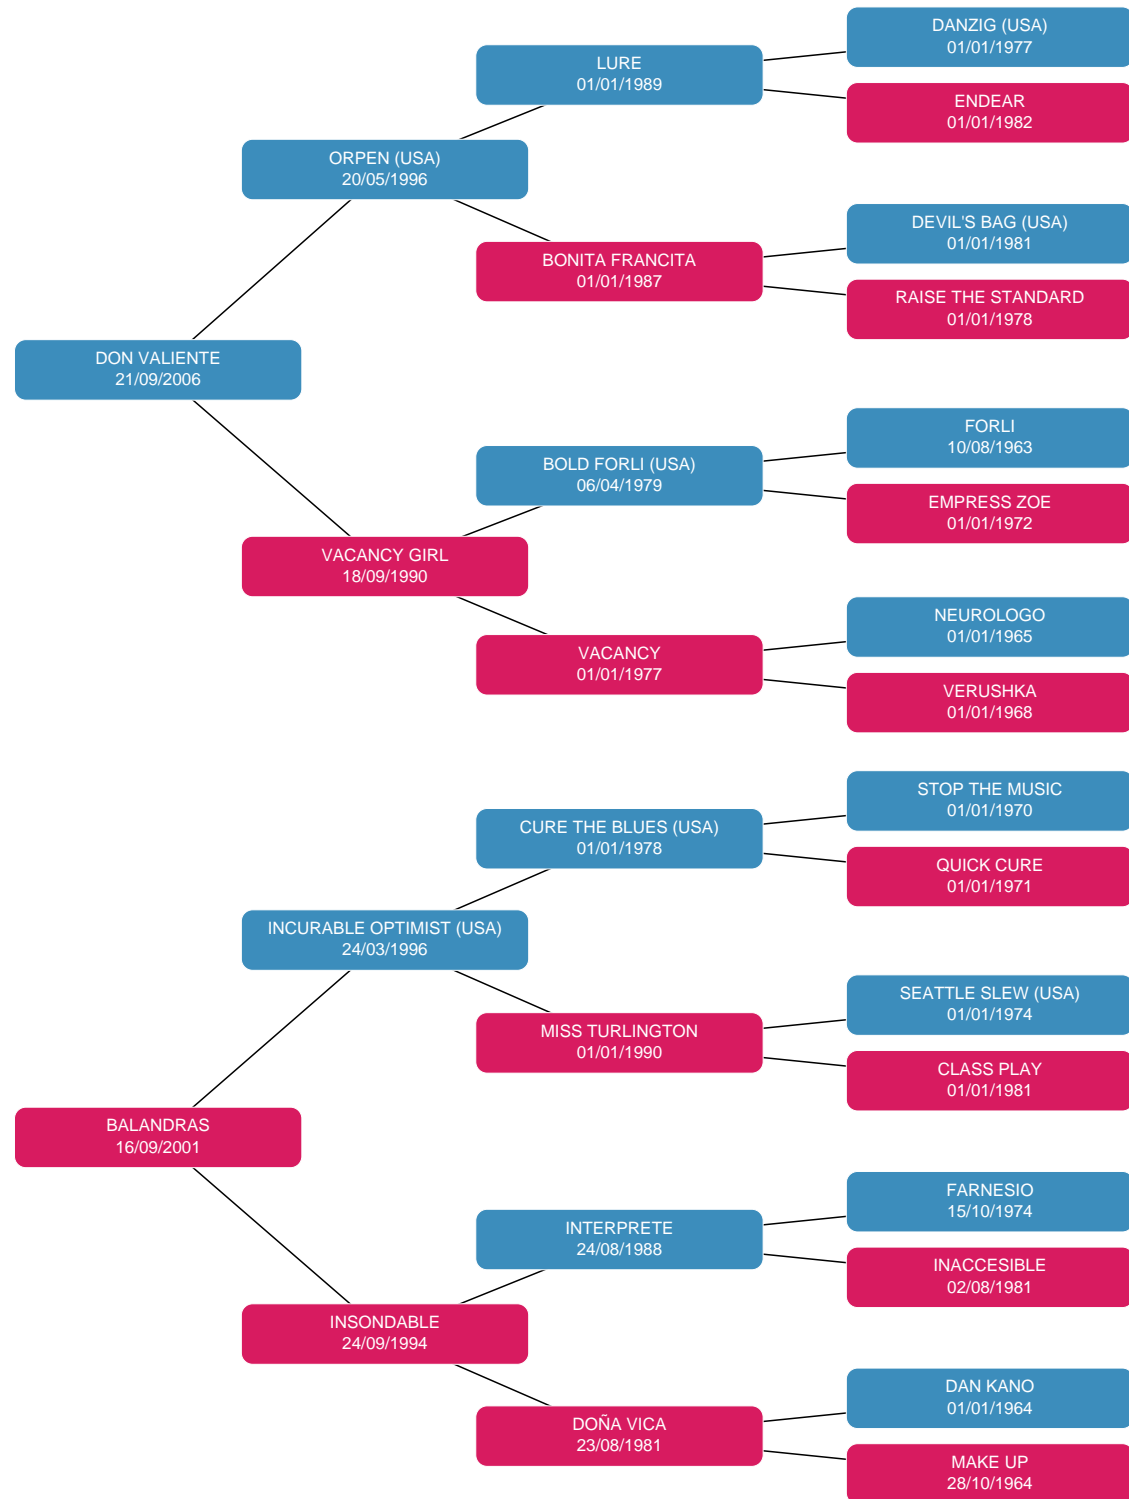 DANZIG (USA)
01/01/1977
LURE
01/01/1989
ENDEAR
01/01/1982
ORPEN (USA)
20/05/1996
DEVIL'S BAG (USA)
01/01/1981
BONITA FRANCITA
01/01/1987
RAISE THE STANDARD
01/01/1978
DON VALIENTE
21/09/2006
FORLI
10/08/1963
BOLD FORLI (USA)
06/04/1979
EMPRESS ZOE
01/01/1972
VACANCY GIRL
18/09/1990
NEUROLOGO
01/01/1965
VACANCY
01/01/1977
VERUSHKA
01/01/1968
STOP THE MUSIC
01/01/1970
CURE THE BLUES (USA)
01/01/1978
QUICK CURE
01/01/1971
INCURABLE OPTIMIST (USA)
24/03/1996
SEATTLE SLEW (USA)
01/01/1974
MISS TURLINGTON
01/01/1990
CLASS PLAY
01/01/1981
BALANDRAS
16/09/2001
FARNESIO
15/10/1974
INTERPRETE
24/08/1988
INACCESIBLE
02/08/1981
INSONDABLE
24/09/1994
DAN KANO
01/01/1964
DOÑA VICA
23/08/1981
MAKE UP
28/10/1964